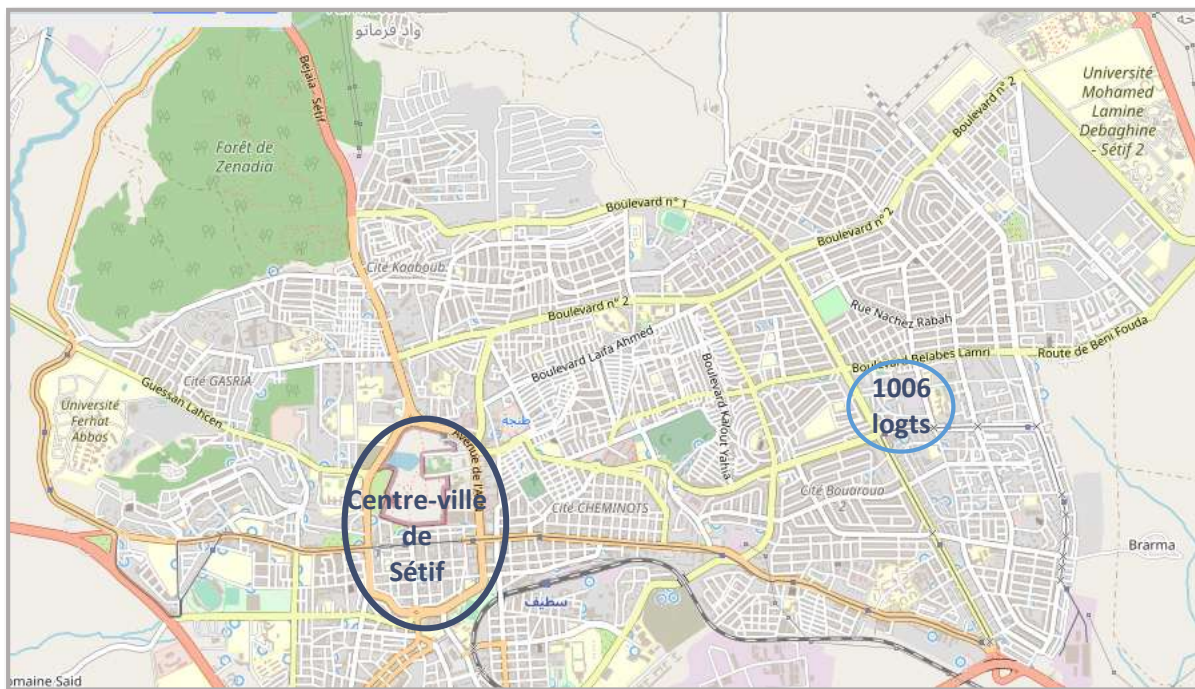 واد فرماتو
Bejaia - Sétif
Forêt de
Zenadia
Université
Mohamed
Lamine
Debaghine
- Sétif 2
Boulevard n° 2
Boulevard n° 1
Boulevard n° 2
Cité Kaaboub
Boulevard n° 2
Rue Nachez Rabah
Boulevard Laifa Ahmed
Boulevard Belabes Lamri
Route de Beni Fouda
Cité GASRIA
Guessan Lahcen
Boulevard Kalout Yahia
1006
logts
Université
Ferhat
Abbas
طنجه
Avenue de l'A
Centre-ville
de
Sétif
Cité CHEMINOTS
Cité Bouaroua
2
Brarma
سطيف
omaine Said